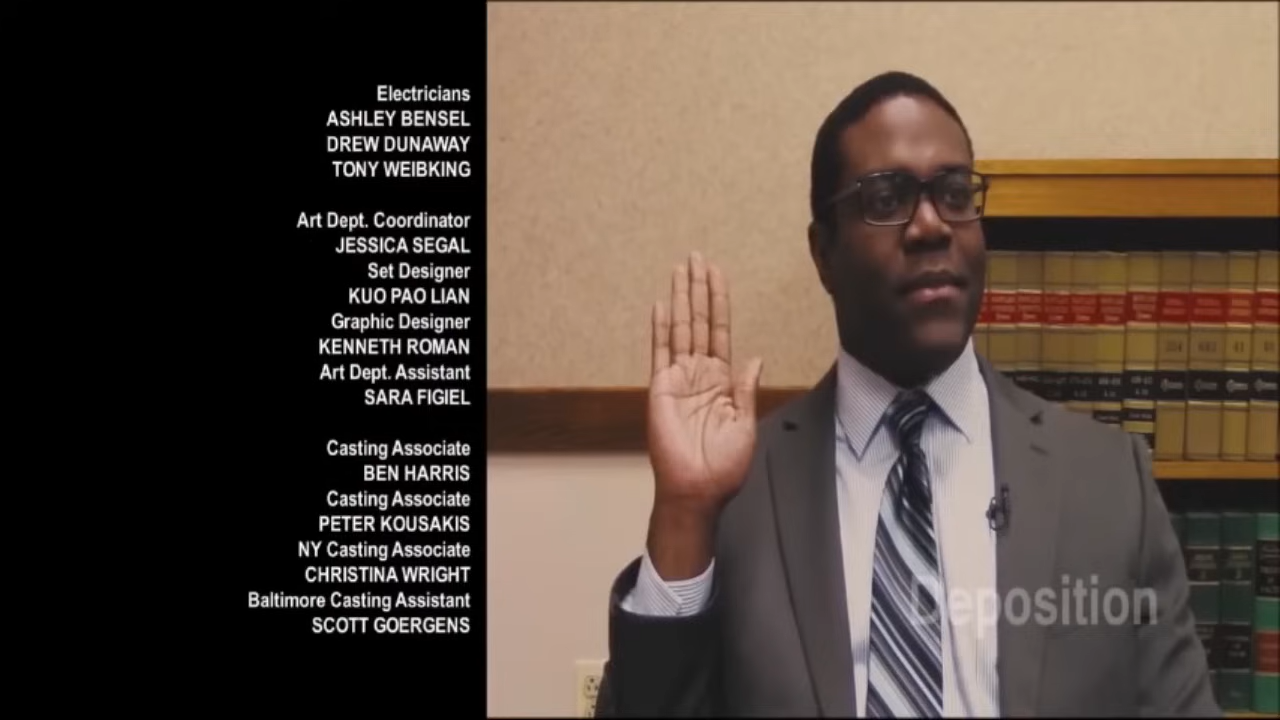 Electricians
ASHLEY BENSEL
DREW DUNAWAY
TONY WEIBKING
Art Dept. Coordinator
JESSICA SEGAL
Set Designer
KUO PAO LIAN
Graphic Designer
KENNETH ROMAN
Art Dept. Assistant
SARA FIGIEL
Casting Associate
BEN HARRIS
Casting Associate
PETER KOUSAKIS
NY Casting Associate
CHRISTINA WRIGHT
Baltimore Casting Assistant
SCOTT GOERGENS
Deposition